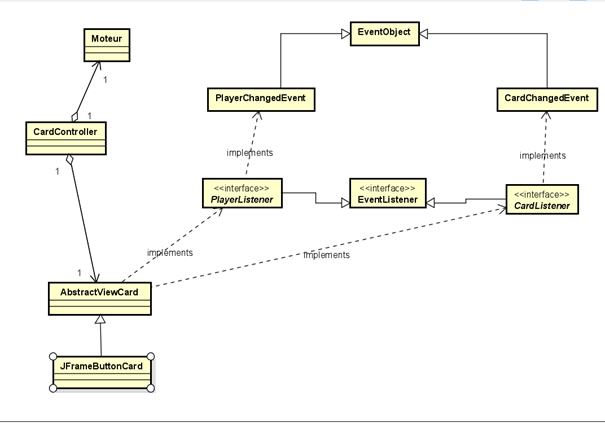 EventObject
Moteur
1
PlayerChangedEvent
CardChangedEvent
1
CardController
implements
implements
1
<<interface>>
PlayerListener
<<interface>>
EventListener
<<interface>>
CardListener
implements
implements
1
AbstractViewCard
JFrameButtonCard